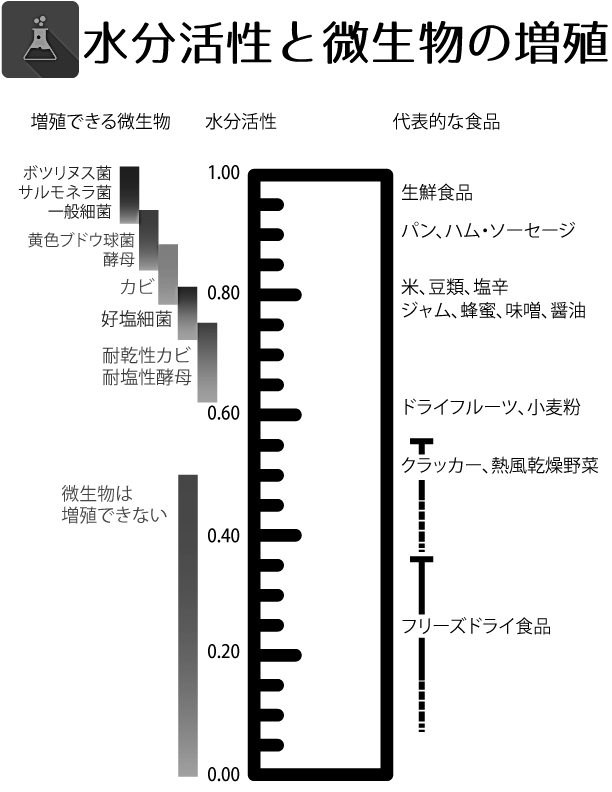 水分活性と微生物の増殖
増殖できる微生物
水分活性
代表的な食品
ボツリヌス菌
サルモネラ菌
一般細菌
黄色ブドウ球菌
酵母
カビ
好塩細菌
耐乾性カビ
耐塩性酵母
微生物は
増殖できない
1.00
0.80
0.60
0.40
0.20
0.00
生鮮食品
パン、ハム・ソーセージ
米、豆類、塩辛
ジャム、蜂蜜、味噌、醤油
ドライフルーツ、小麦粉
クラッカー、熱風乾燥野菜
フリーズドライ食品